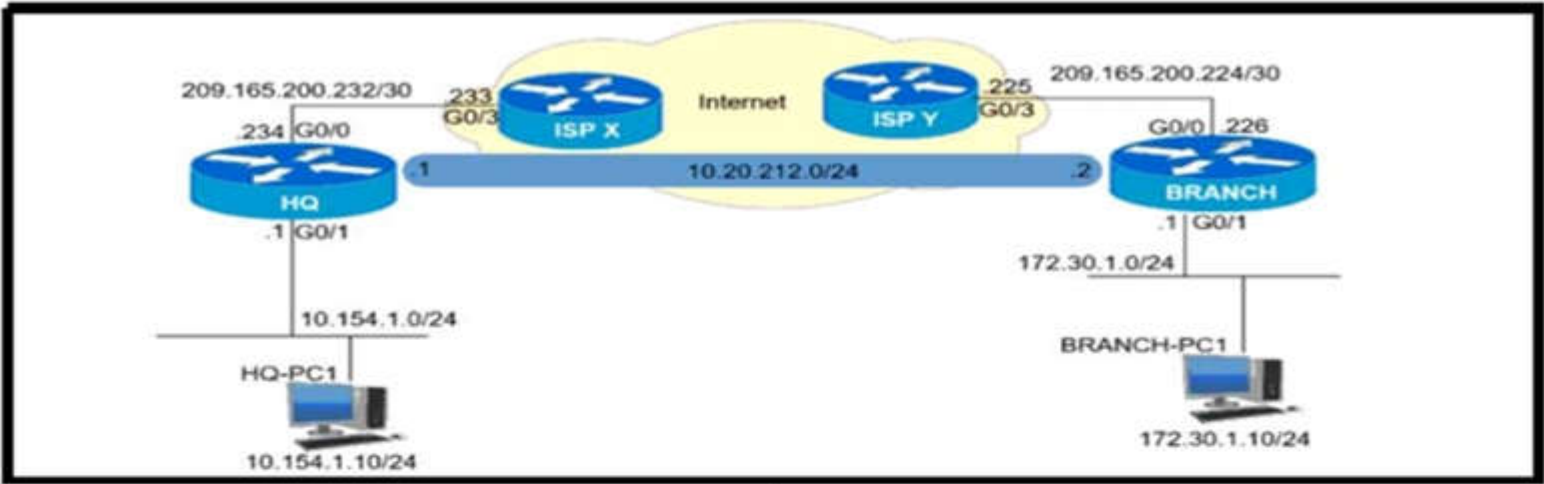 209.165.200.232/30
.233
G0/3
ISP X
Internet
ISP Y
.225
G0/3
209.165.200.224/30
.234 G0/0
G0/0 .226
HQ
.1
10.20.212.0/24
.2
BRANCH
.1 G0/1
.1 G0/1
172.30.1.0/24
10.154.1.0/24
HQ-PC1
BRANCH-PC1
10.154.1.10/24
172.30.1.10/24